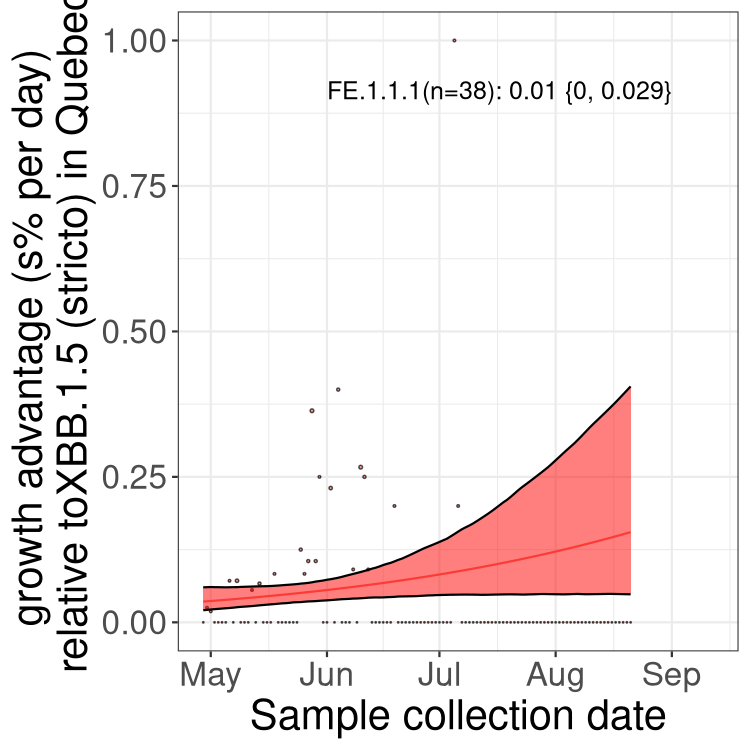 growth advantage (s% per day)
relative toXBB.1.5 (stricto) in Quebec
1.00
FE.1.1.1(n=38): 0.01 {0, 0.029}
0.75
0.50
0.25
0.00
May Jun Jul Aug Sep
Sample collection date